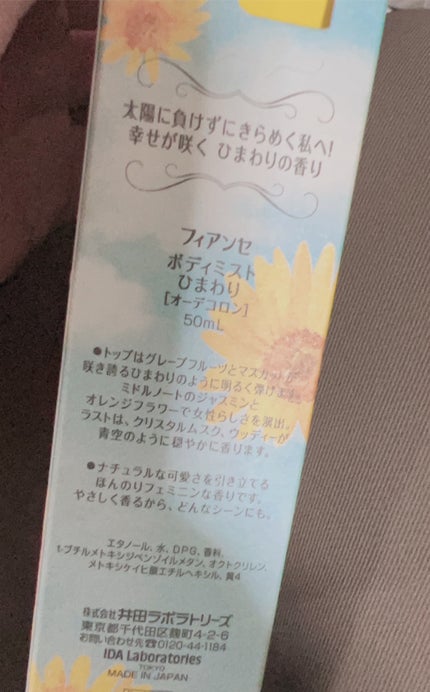 太陽に負けずにきらめく私へ!
幸せが咲く ひまわりの香り
フィアンセ
ボディミスト
ひまわり
[オーデコロン]
50mL
●トップはグレープフルーツとマスカットが
咲き誇るひまわりのように明るく弾けます。
ミドルノートのジャスミンと
オレンジフラワーで女性らしさを演出。
ラストは、クリスタルムスク、ウッディーが
青空のように穏やかに香ります。
●ナチュラルな可愛さを引き立てる
ほんのりフェミニンな香りです。
やさしく香るから、どんなシーンにも。
エタノール、水、DPG、香料、
t-ブチルメトキシジベンゾイルメタン、オクトクリレン、
メトキシケイヒ酸エチルヘキシル、黄4
株式会社 井田ラボラトリーズ
東京都千代田区麴町4-2-6
お問い合わせ先☎0120-44-1184
IDA Laboratories
TOKYO
MADE IN JAPAN